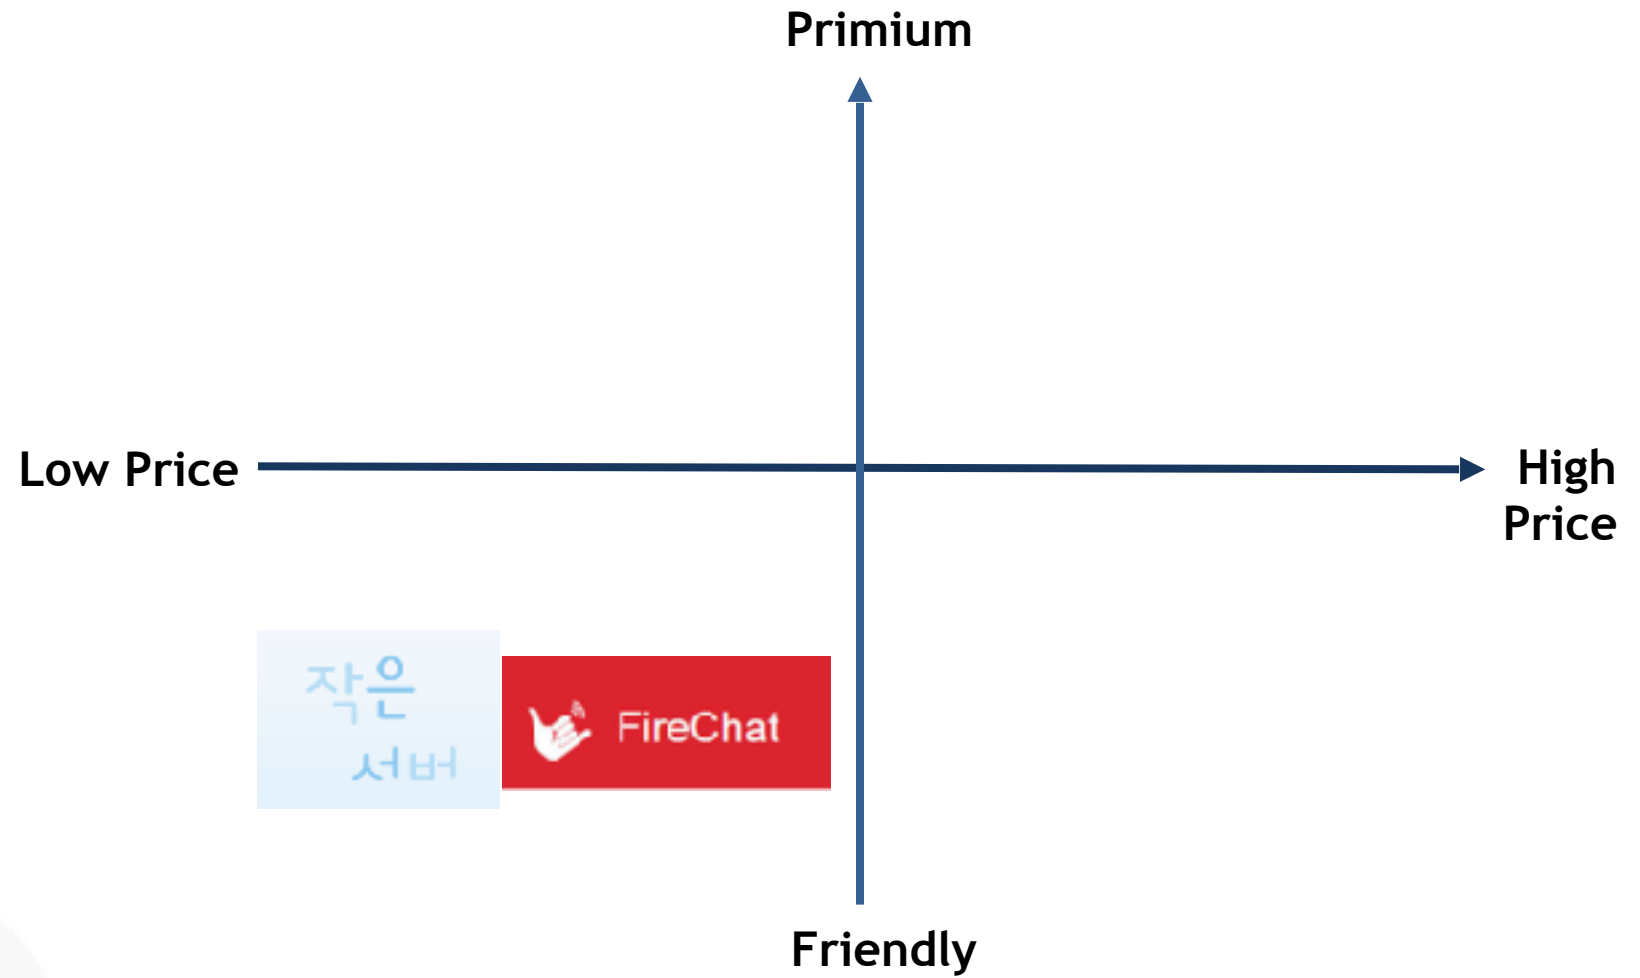 Primium
Low Price
High
Price
작은
서버
FireChat
Friendly